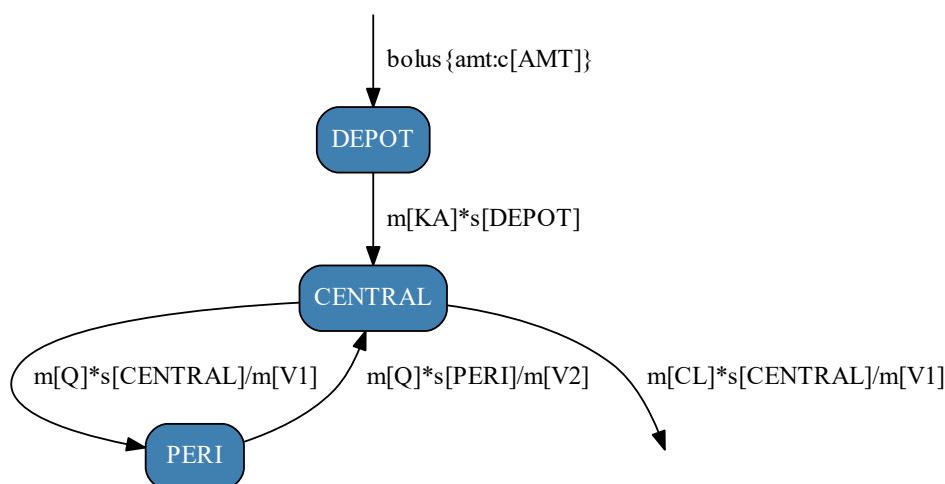 bolus{amt:c[AMT]}
DEPOT
m[KA]*s[DEPOT]
CENTRAL
m[Q]*s[CENTRAL]/m[V1]
m[Q]*s[PERI]/m[V2]
m[CL]*s[CENTRAL]/m[V1]
PERI